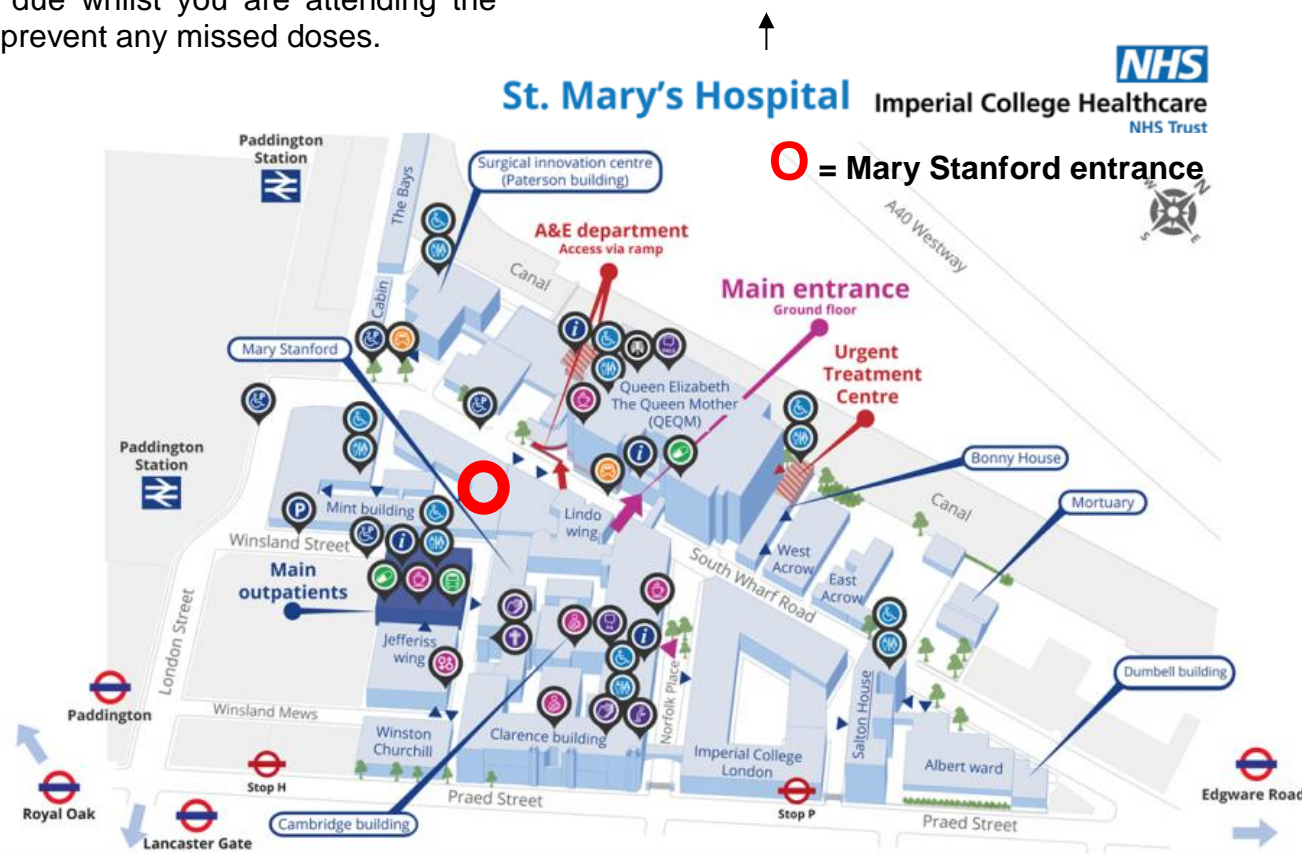 due whilst you are attending the
prevent any missed doses.
NHS
St. Mary's Hospital
Imperial College Healthcare
NHS Trust
O = Mary Stanford entrance
Paddington
Station
The Bays
Surgical innovation centre
(Paterson building)
A&E department
Access via ramp
Canal
A40 Westway
N
W
S
E
Cabin
Main entrance
Ground floor
Mary Stanford
Urgent
Treatment
Centre
Queen Elizabeth
The Queen Mother
(QEQM)
Paddington
Station
Bonny House
Canal
Mortuary
P
Mint building
Lindo
wing
Winsland Street
Main
outpatients
West
Acrow
East
Acrow
South Wharf Road
London Street
Jefferiss
wing
Norfolk Place
Salton House
Dumbell building
Paddington
Winsland Mews
Winston
Churchill
Clarence building
Imperial College
London
Albert ward
Stop H
Praed Street
Stop P
Praed Street
Edgware Road
Royal Oak
Lancaster Gate
Cambridge building